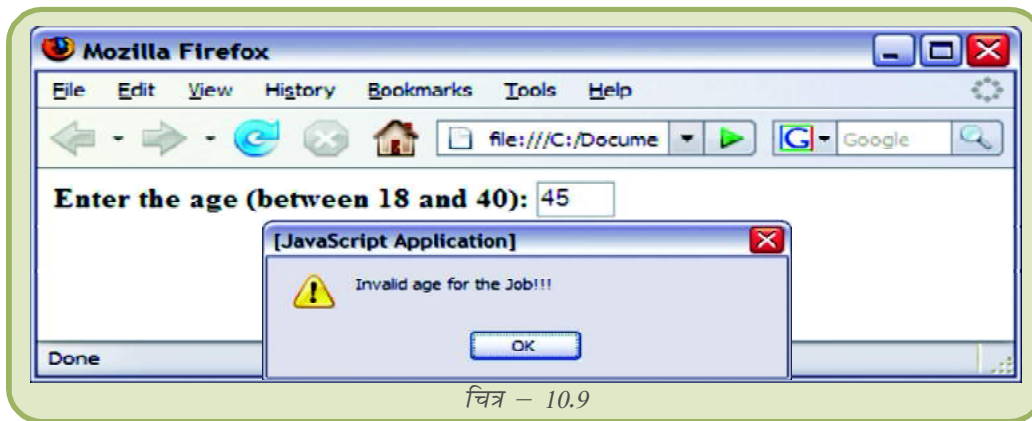 Mozilla Firefox
File Edit View History Bookmarks Tools Help
file:///C:/Docume G Google
Enter the age (between 18 and 40): 45
[JavaScript Application]
Invalid age for the Job!!!
OK
Done
चित्र – 10.9